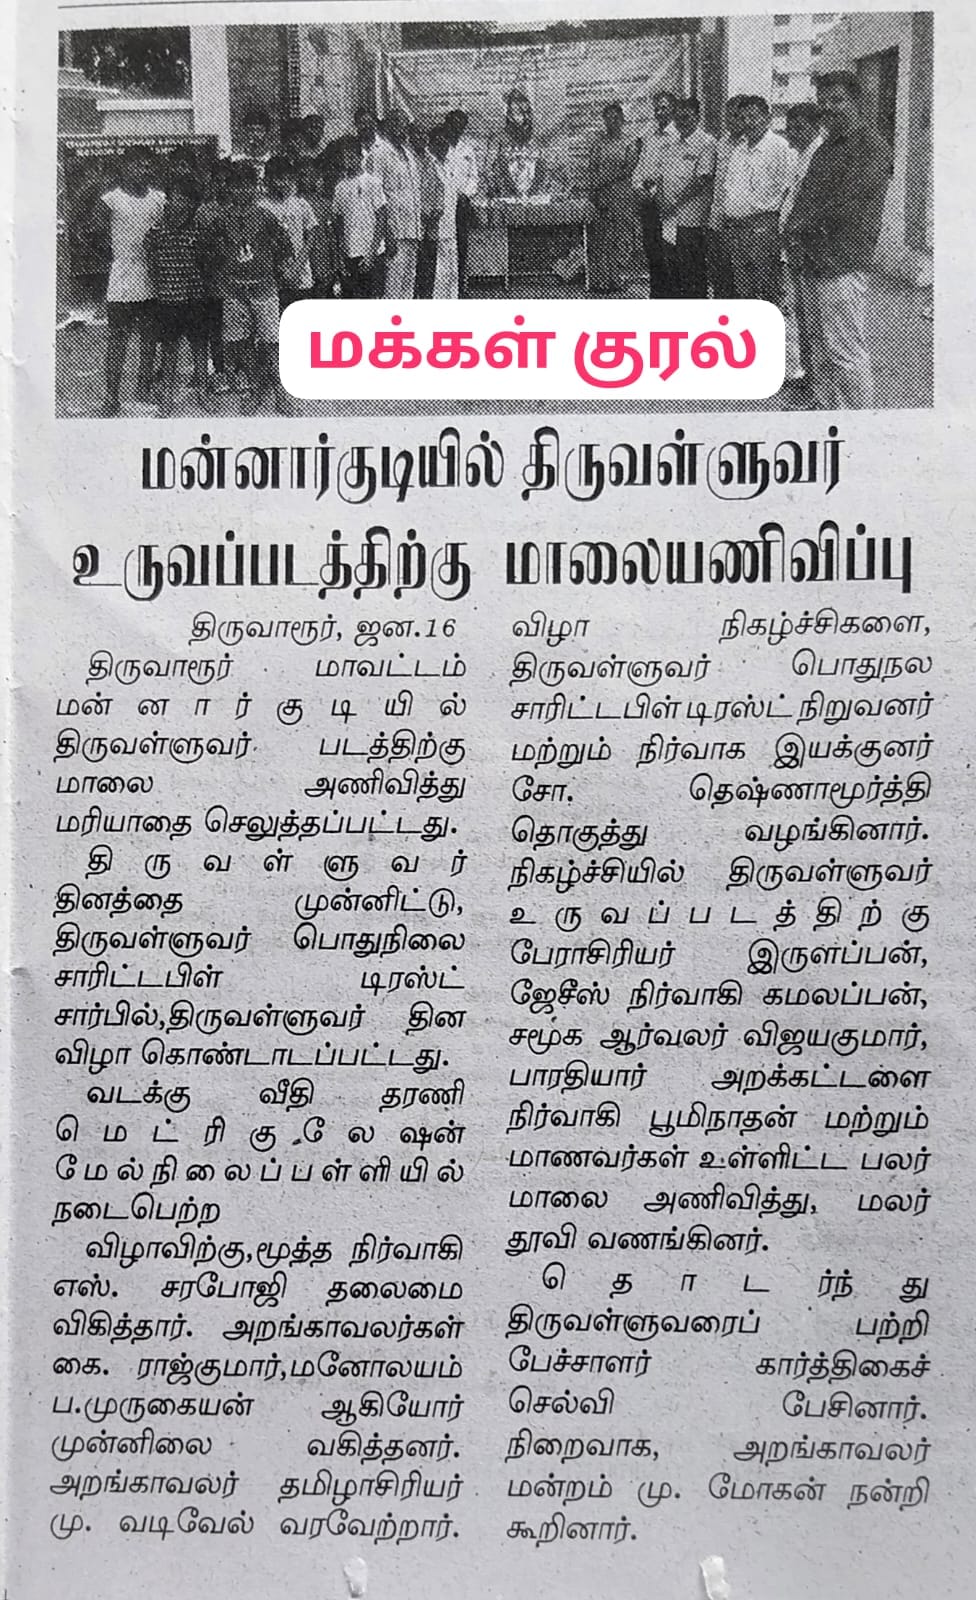 மக்கள் குரல்
மன்னார்குடியில் திருவள்ளுவர்
உருவப்படத்திற்கு மாலையணிவிப்பு
திருவாரூர், ஜன.16
திருவாரூர் மாவட்டம்
மன்னார்குடியில்
திருவள்ளுவர் படத்திற்கு
மாலை அணிவித்து
மரியாதை செலுத்தப்பட்டது.
திருவள்ளுவர்
தினத்தை முன்னிட்டு,
திருவள்ளுவர் பொதுநிலை
சாரிட்டபிள் டிரஸ்ட்
சார்பில்,திருவள்ளுவர் தின
விழா கொண்டாடப்பட்டது.
வடக்கு வீதி தரணி
மெட்ரிகுலேஷன்
மேல்நிலைப்பள்ளியில்
நடைபெற்ற
விழாவிற்கு,மூத்த நிர்வாகி
எஸ். சரபோஜி தலைமை
விகித்தார். அறங்காவலர்கள்
கை. ராஜ்குமார்,மனோலயம்
ப.முருகையன் ஆகியோர்
முன்னிலை வகித்தனர்.
அறங்காவலர் தமிழாசிரியர்
மு. வடிவேல் வரவேற்றார்.
விழா நிகழ்ச்சிகளை,
திருவள்ளுவர் பொதுநல
சாரிட்டபிள் டிரஸ்ட் நிறுவனர்
மற்றும் நிர்வாக இயக்குனர்
சோ. தெஷ்ணாமூர்த்தி
தொகுத்து வழங்கினார்.
நிகழ்ச்சியில் திருவள்ளுவர்
உருவப்படத்திற்கு
பேராசிரியர் இருளப்பன்,
ஜேசீஸ் நிர்வாகி கமலப்பன்,
சமூக ஆர்வலர் விஜயகுமார்,
பாரதியார் அறக்கட்டளை
நிர்வாகி பூமிநாதன் மற்றும்
மாணவர்கள் உள்ளிட்ட பலர்
மாலை அணிவித்து, மலர்
தூவி வணங்கினர்.
தொடர்ந்து
திருவள்ளுவரைப் பற்றி
பேச்சாளர் கார்த்திகைச்
செல்வி பேசினார்.
நிறைவாக, அறங்காவலர்
மன்றம் மு. மோகன் நன்றி
கூறினார்.